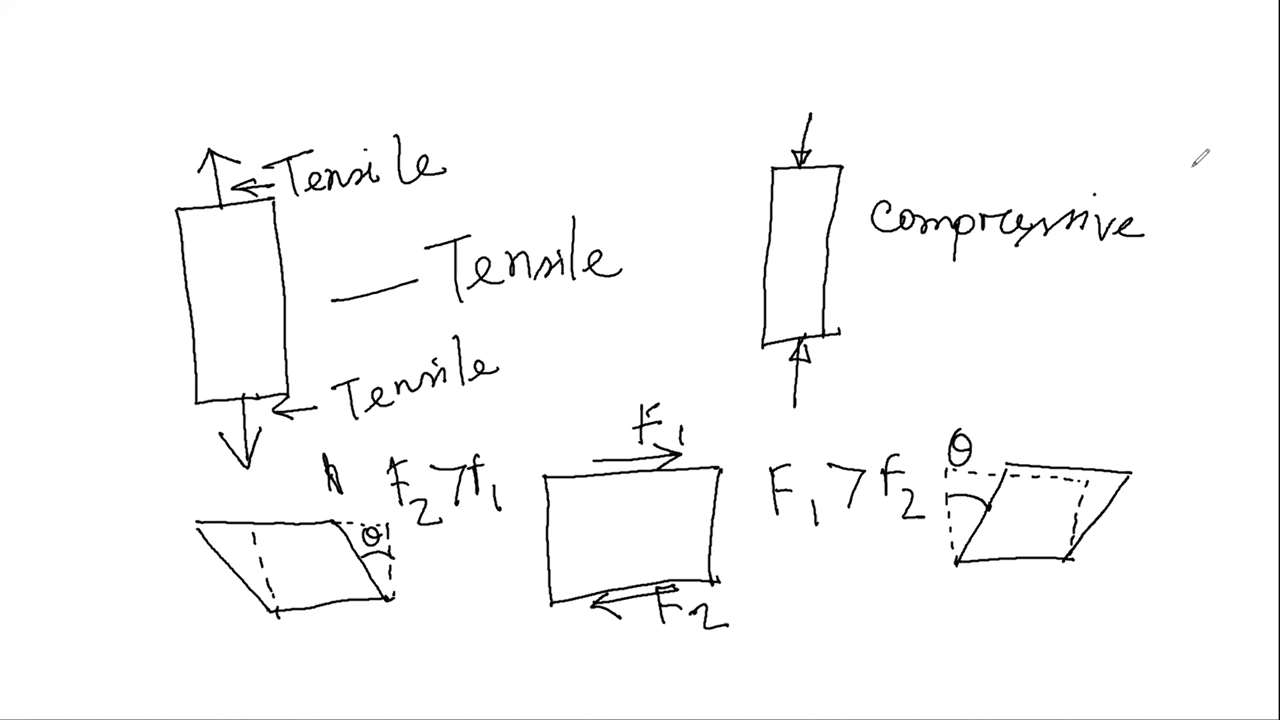 Tensile
Tensile
compressive
Tensile
F1
F2 > f1
F1 > F2
θ
θ
F2